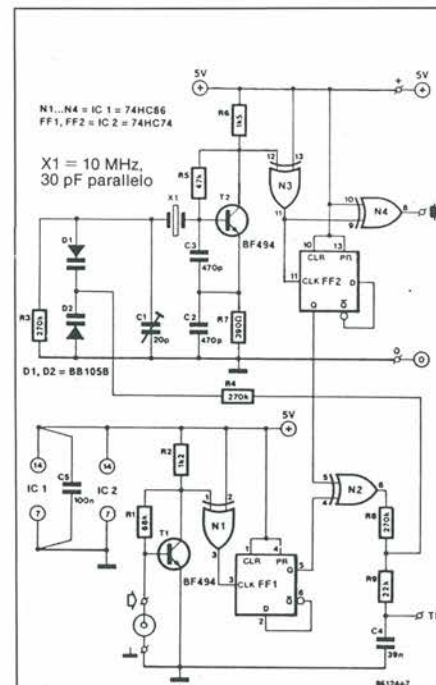 5V
5V
+
N1...N4 = IC 1 = 74HC86
FF1, FF2 = IC 2 = 74HC74
R6
1k5
X1 = 10 MHz,
30 pF parallelo
R5
47k
12
13
N3
X1
T2
10
9
8
N4
11
BF494
D1
C3
470p
10
13
CLR
PR
11
CLK
FF2
D
Q
Q
R3
270k
D2
C1
20p
C2
470p
R7
390Ω
0
D1, D2 = BB105B
R4
270k
5V
R2
1k2
14
14
C5
100n
IC 1
IC 2
7
7
5
4
N2
6
R1
68k
1
2
N1
R8
270k
T1
3
1
4
CLR
PR
5
Q
BF494
3
CLK
FF1
6
Q
D
2
R9
22k
C4
39n